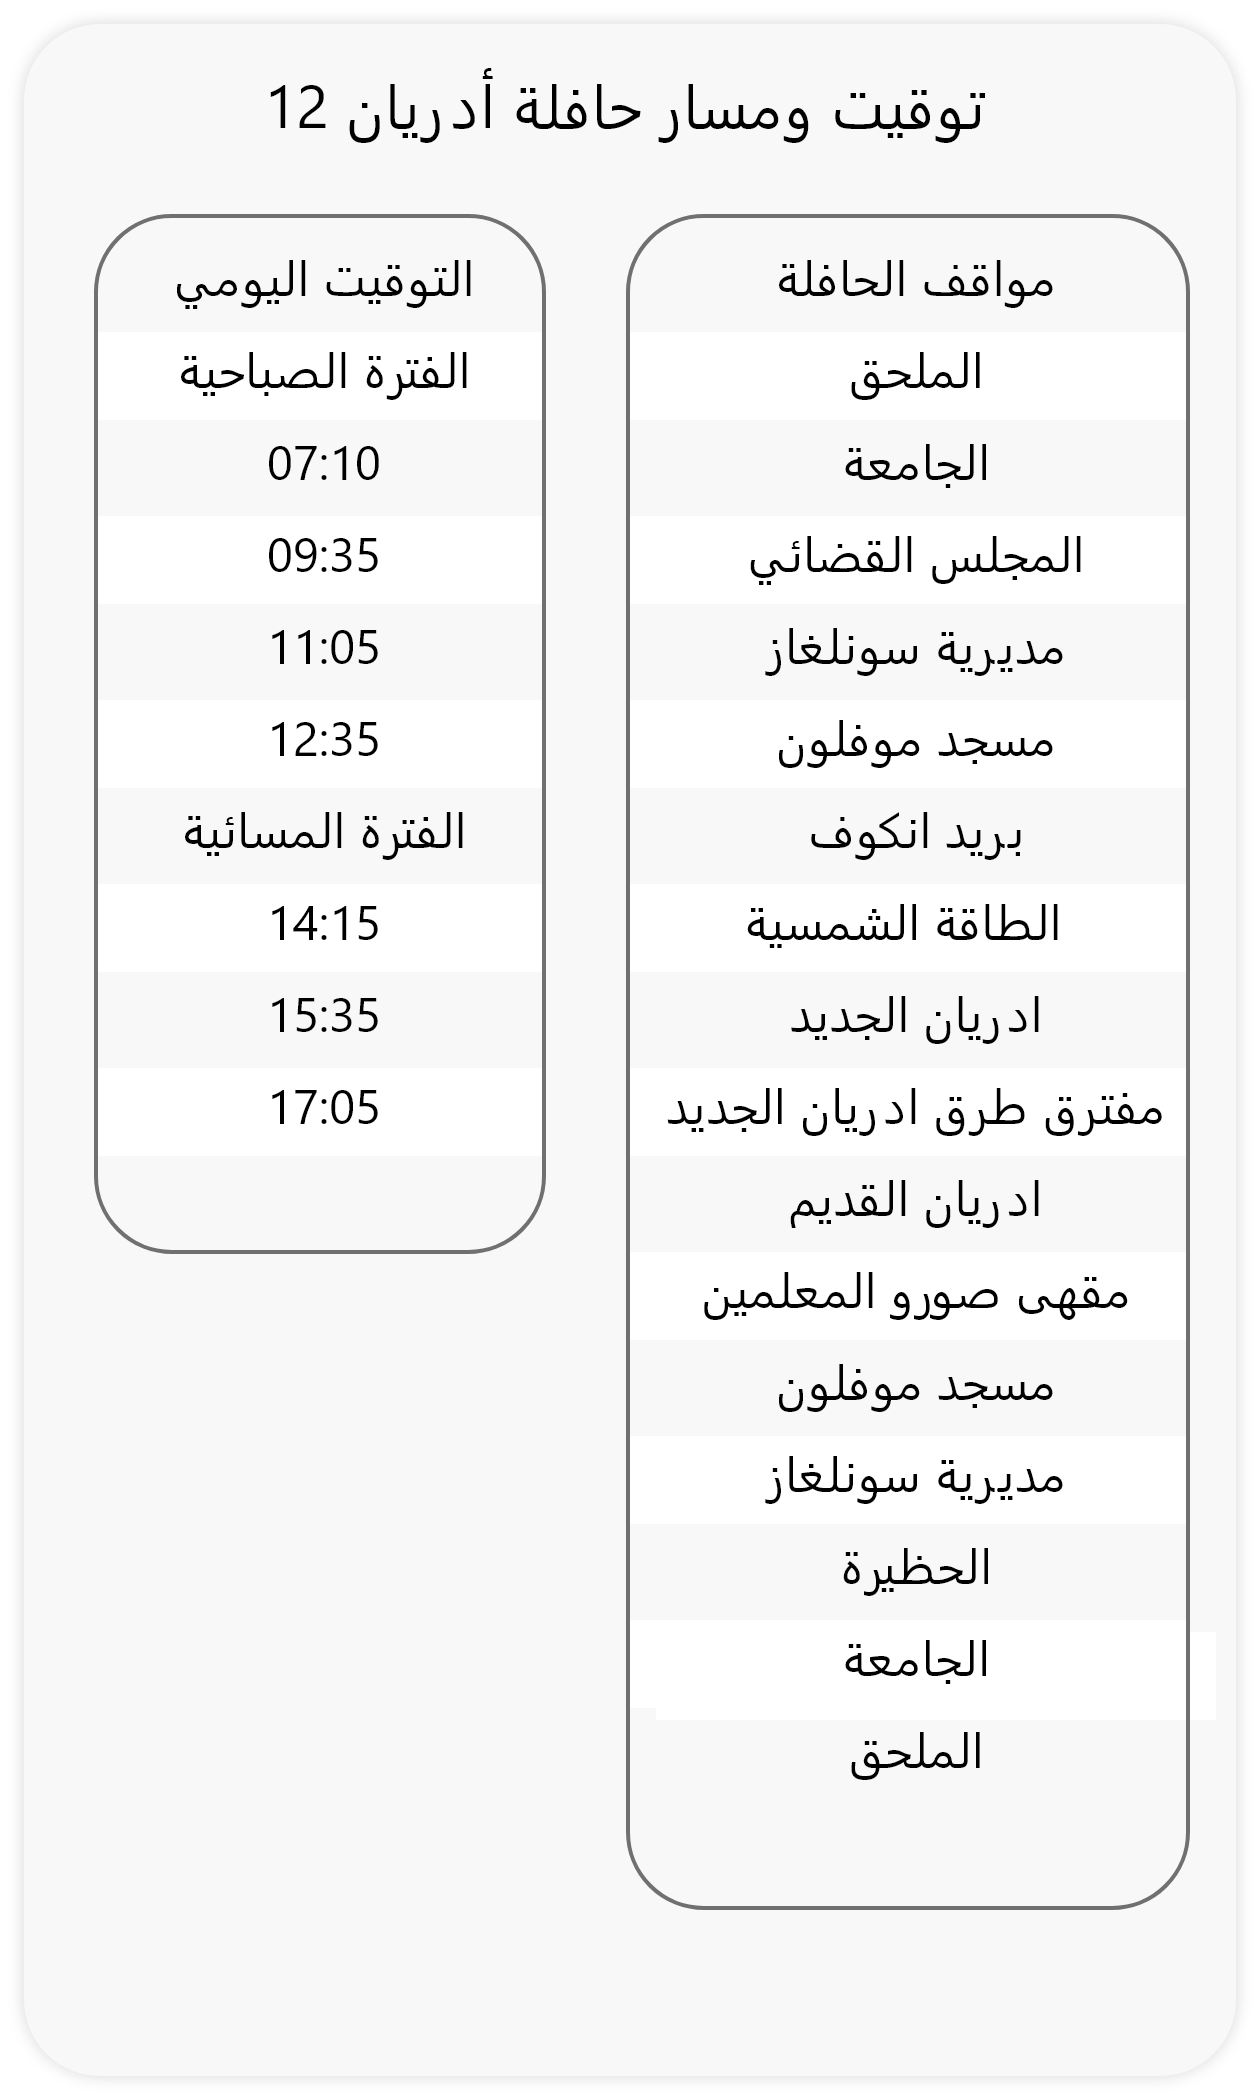 توقيت ومسار حافلة أدريان 12
مواقف الحافلة
الملحق
الجامعة
المجلس القضائي
مديرية سونلغاز
مسجد موفلون
بريد انكوف
الطاقة الشمسية
ادريان الجديد
مفترق طرق ادريان الجديد
ادريان القديم
مقهى صورو المعلمين
مسجد موفلون
مديرية سونلغاز
الحظيرة
الجامعة
الملحق
التوقيت اليومي
الفترة الصباحية
07:10
09:35
11:05
12:35
الفترة المسائية
14:15
15:35
17:05